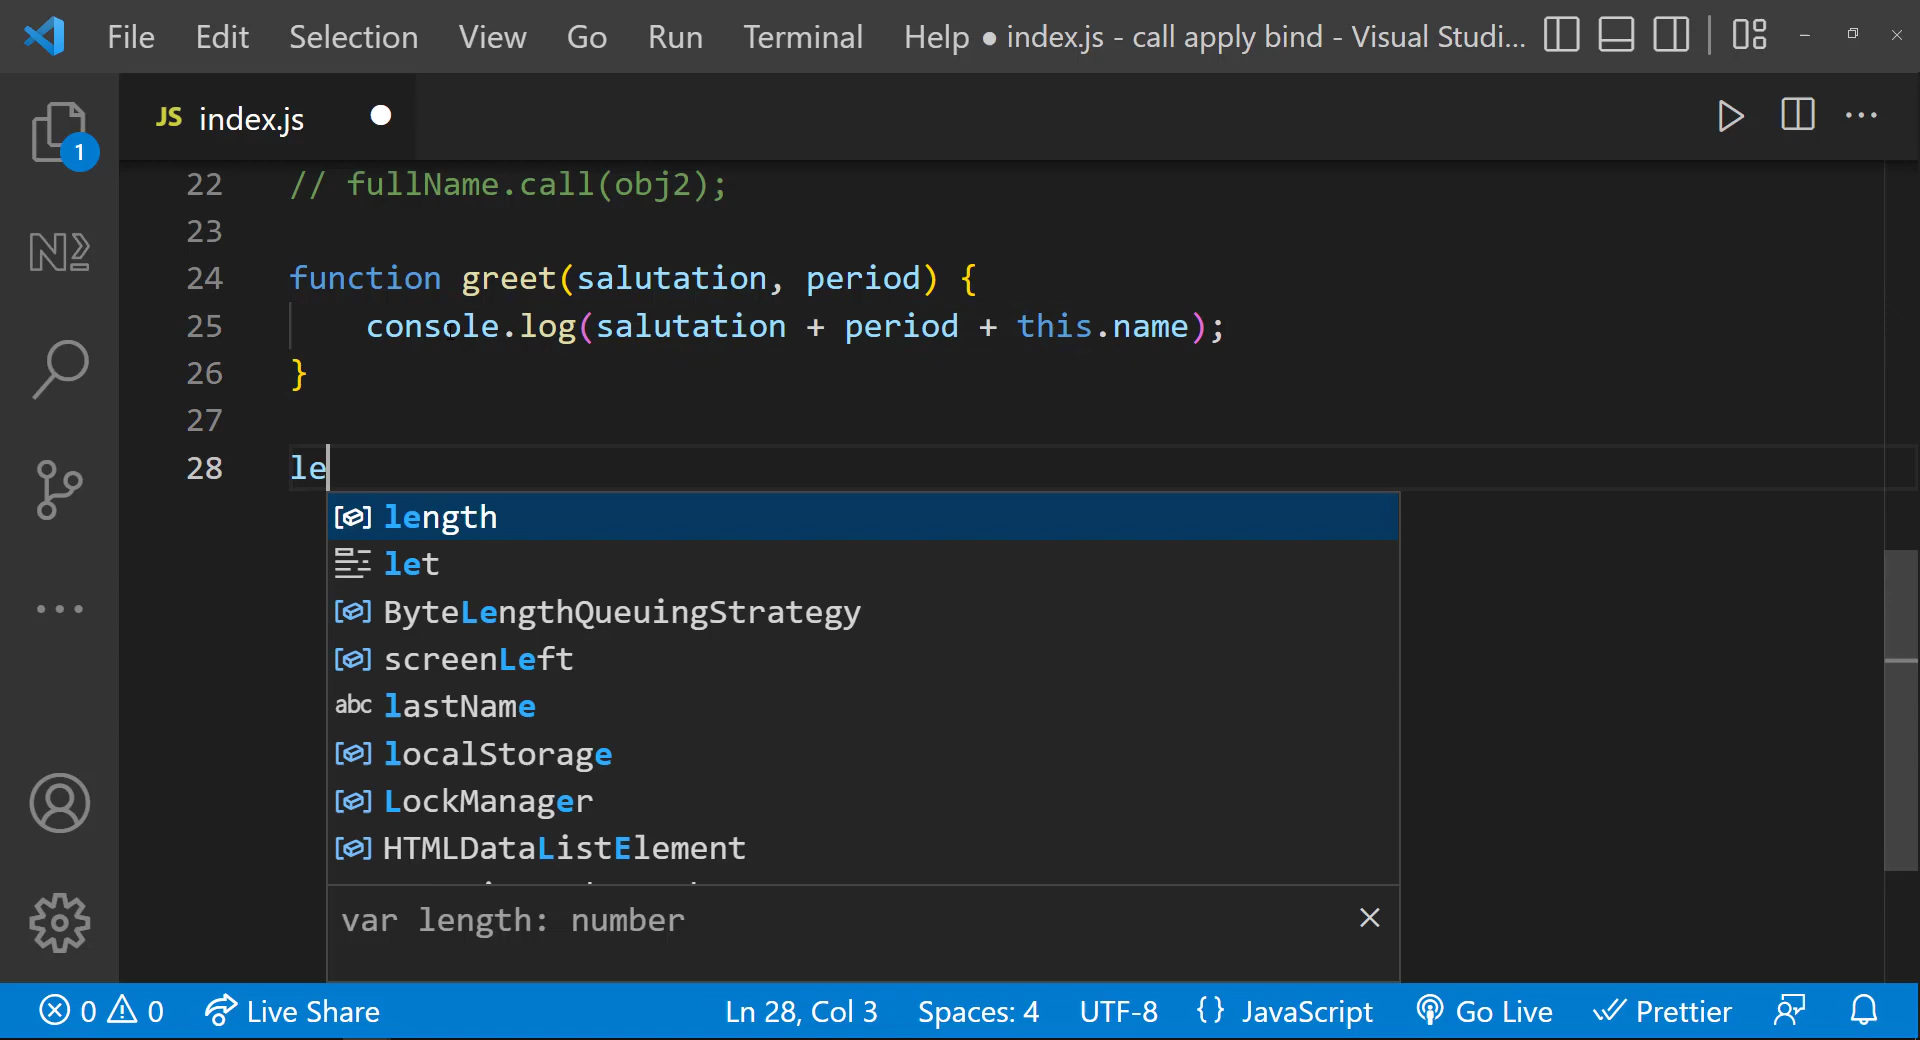 File Edit Selection View Go Run Terminal Help ● index.js - call apply bind - Visual Studi...
JS index.js
1
22 // fullName.call(obj2);
23
24 function greet(salutation, period) {
25 console.log(salutation + period + this.name);
26 }
27
28 le
length
let
ByteLengthQueuingStrategy
screenLeft
abc lastName
localStorage
LockManager
HTMLDataListElement
var length: number
0 0 Live Share Ln 28, Col 3 Spaces: 4 UTF-8 {} JavaScript Go Live Prettier